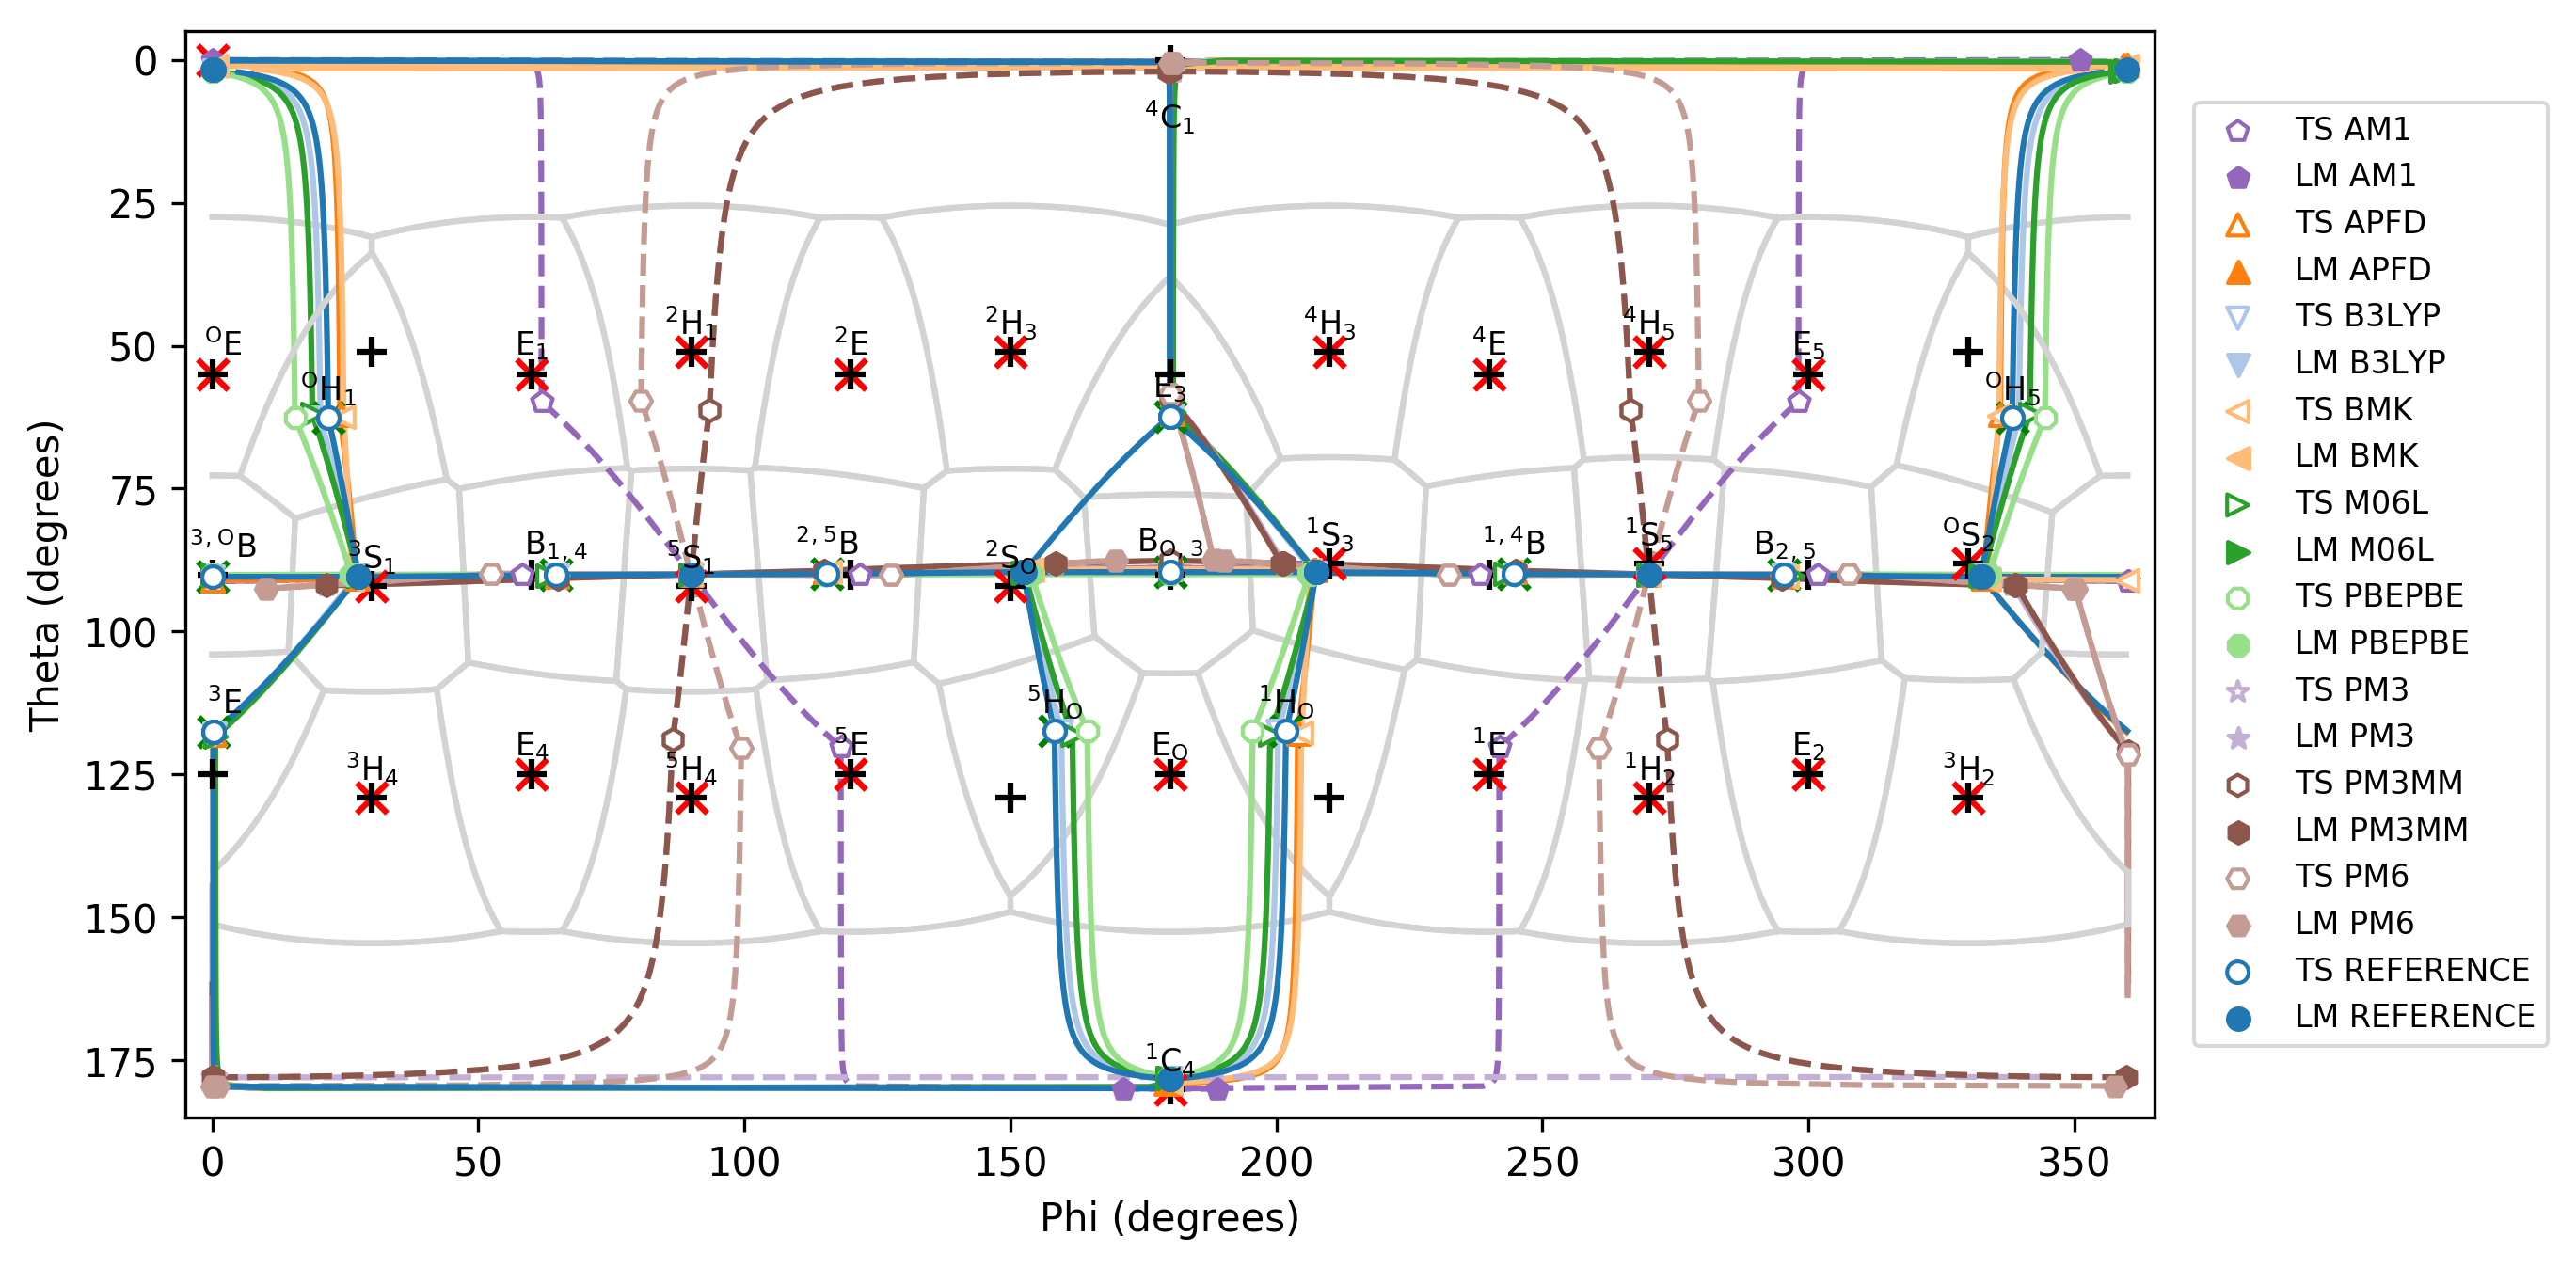 0
25
50
75
100
125
150
175
Theta (degrees)
⁴C₁
ᴼE
E₁
²H₁
²E
²H₃
⁴H₃
⁴E
⁴H₅
E₅
ᴼH₁
E₃
ᴼH₅
³,ᴼB
³S₁
B₁,₄
⁵S₁
²,⁵B
²Sₒ
Bₒ,₃
¹S₃
¹,⁴B
¹S₅
B₂,₅
ᴼS₂
³E
⁵Hₒ
¹Hₒ
³H₄
E₄
⁵H₄
⁵E
Eₒ
¹E
¹H₂
E₂
³H₂
¹C₄
0 50 100 150 200 250 300 350
Phi (degrees)
TS AM1
LM AM1
TS APFD
LM APFD
TS B3LYP
LM B3LYP
TS BMK
LM BMK
TS M06L
LM M06L
TS PBEPBE
LM PBEPBE
TS PM3
LM PM3
TS PM3MM
LM PM3MM
TS PM6
LM PM6
TS REFERENCE
LM REFERENCE